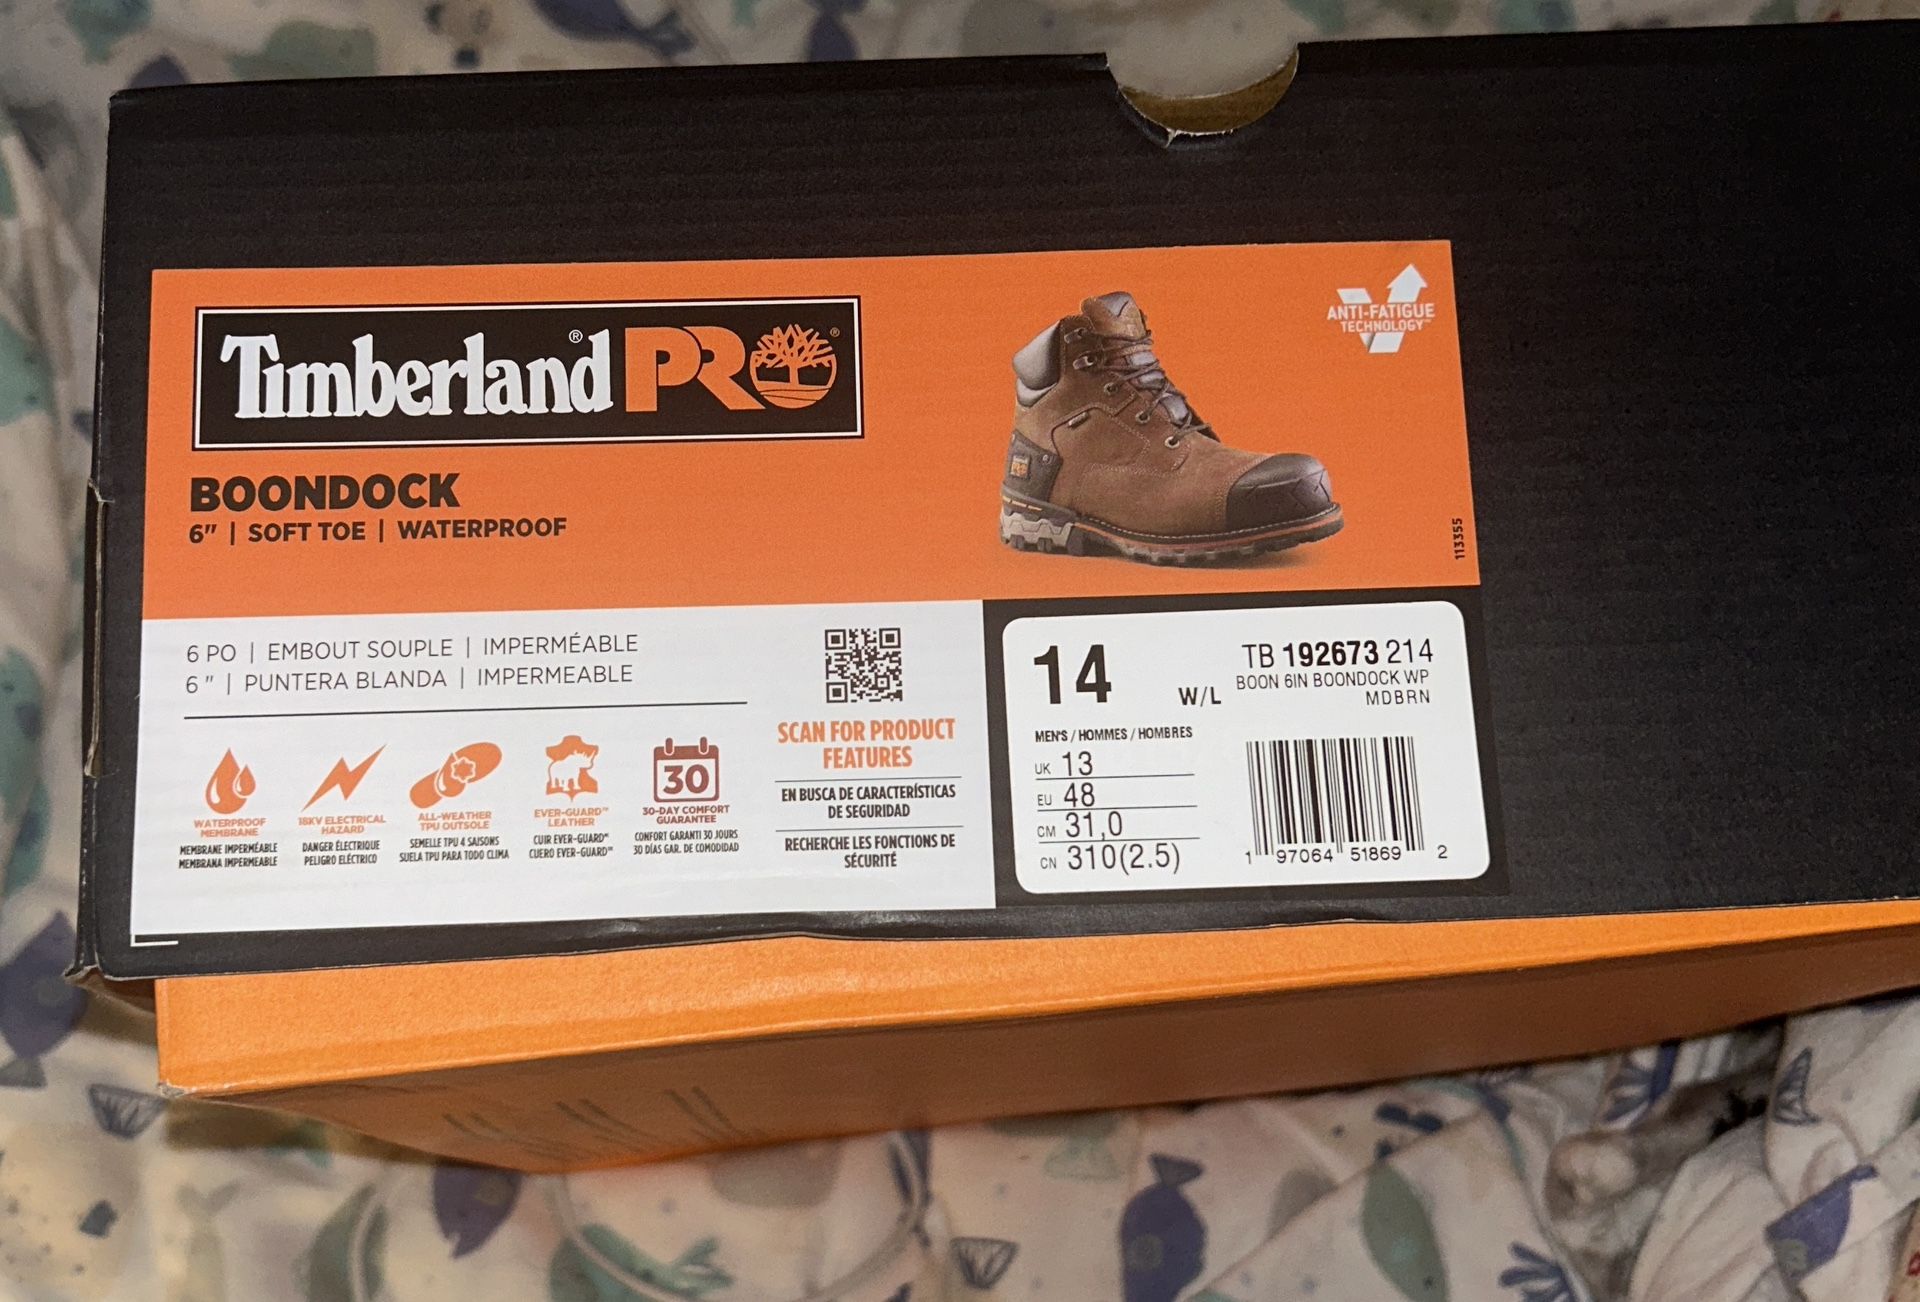 Timberland® PRO®
BOONDOCK
6" | SOFT TOE | WATERPROOF
ANTI-FATIGUE
TECHNOLOGY™
PRO
113355
6 PO | EMBOUT SOUPLE | IMPERMÉABLE
6 " | PUNTERA BLANDA | IMPERMEABLE
WATERPROOF
MEMBRANE
MEMBRANE IMPERMÉABLE
MEMBRANA IMPERMEABLE
18KV ELECTRICAL
HAZARD
DANGER ÉLECTRIQUE
PELIGRO ELÉCTRICO
ALL-WEATHER
TPU OUTSOLE
SEMELLE TPU 4 SAISONS
SUELA TPU PARA TODO CLIMA
EVER-GUARD™
LEATHER
CUIR EVER-GUARD™
CUERO EVER-GUARD™
30
30-DAY COMFORT
GUARANTEE
CONFORT GARANTI 30 JOURS
30 DÍAS GAR. DE COMODIDAD
SCAN FOR PRODUCT
FEATURES
EN BUSCA DE CARACTERÍSTICAS
DE SEGURIDAD
RECHERCHE LES FONCTIONS DE
SÉCURITÉ
14 W/L
TB 192673 214
BOON 6IN BOONDOCK WP
MDBRN
MEN'S / HOMMES / HOMBRES
UK 13
EU 48
CM 31,0
CN 310(2.5)
1 97064 51869 2